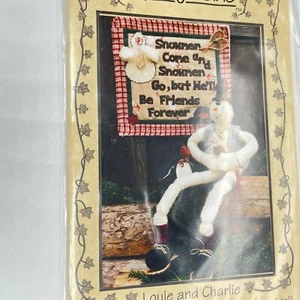 Snowmen
Come and
Snowmen
Go, but We'll
Be Friends
Forever
Louie and Charlie